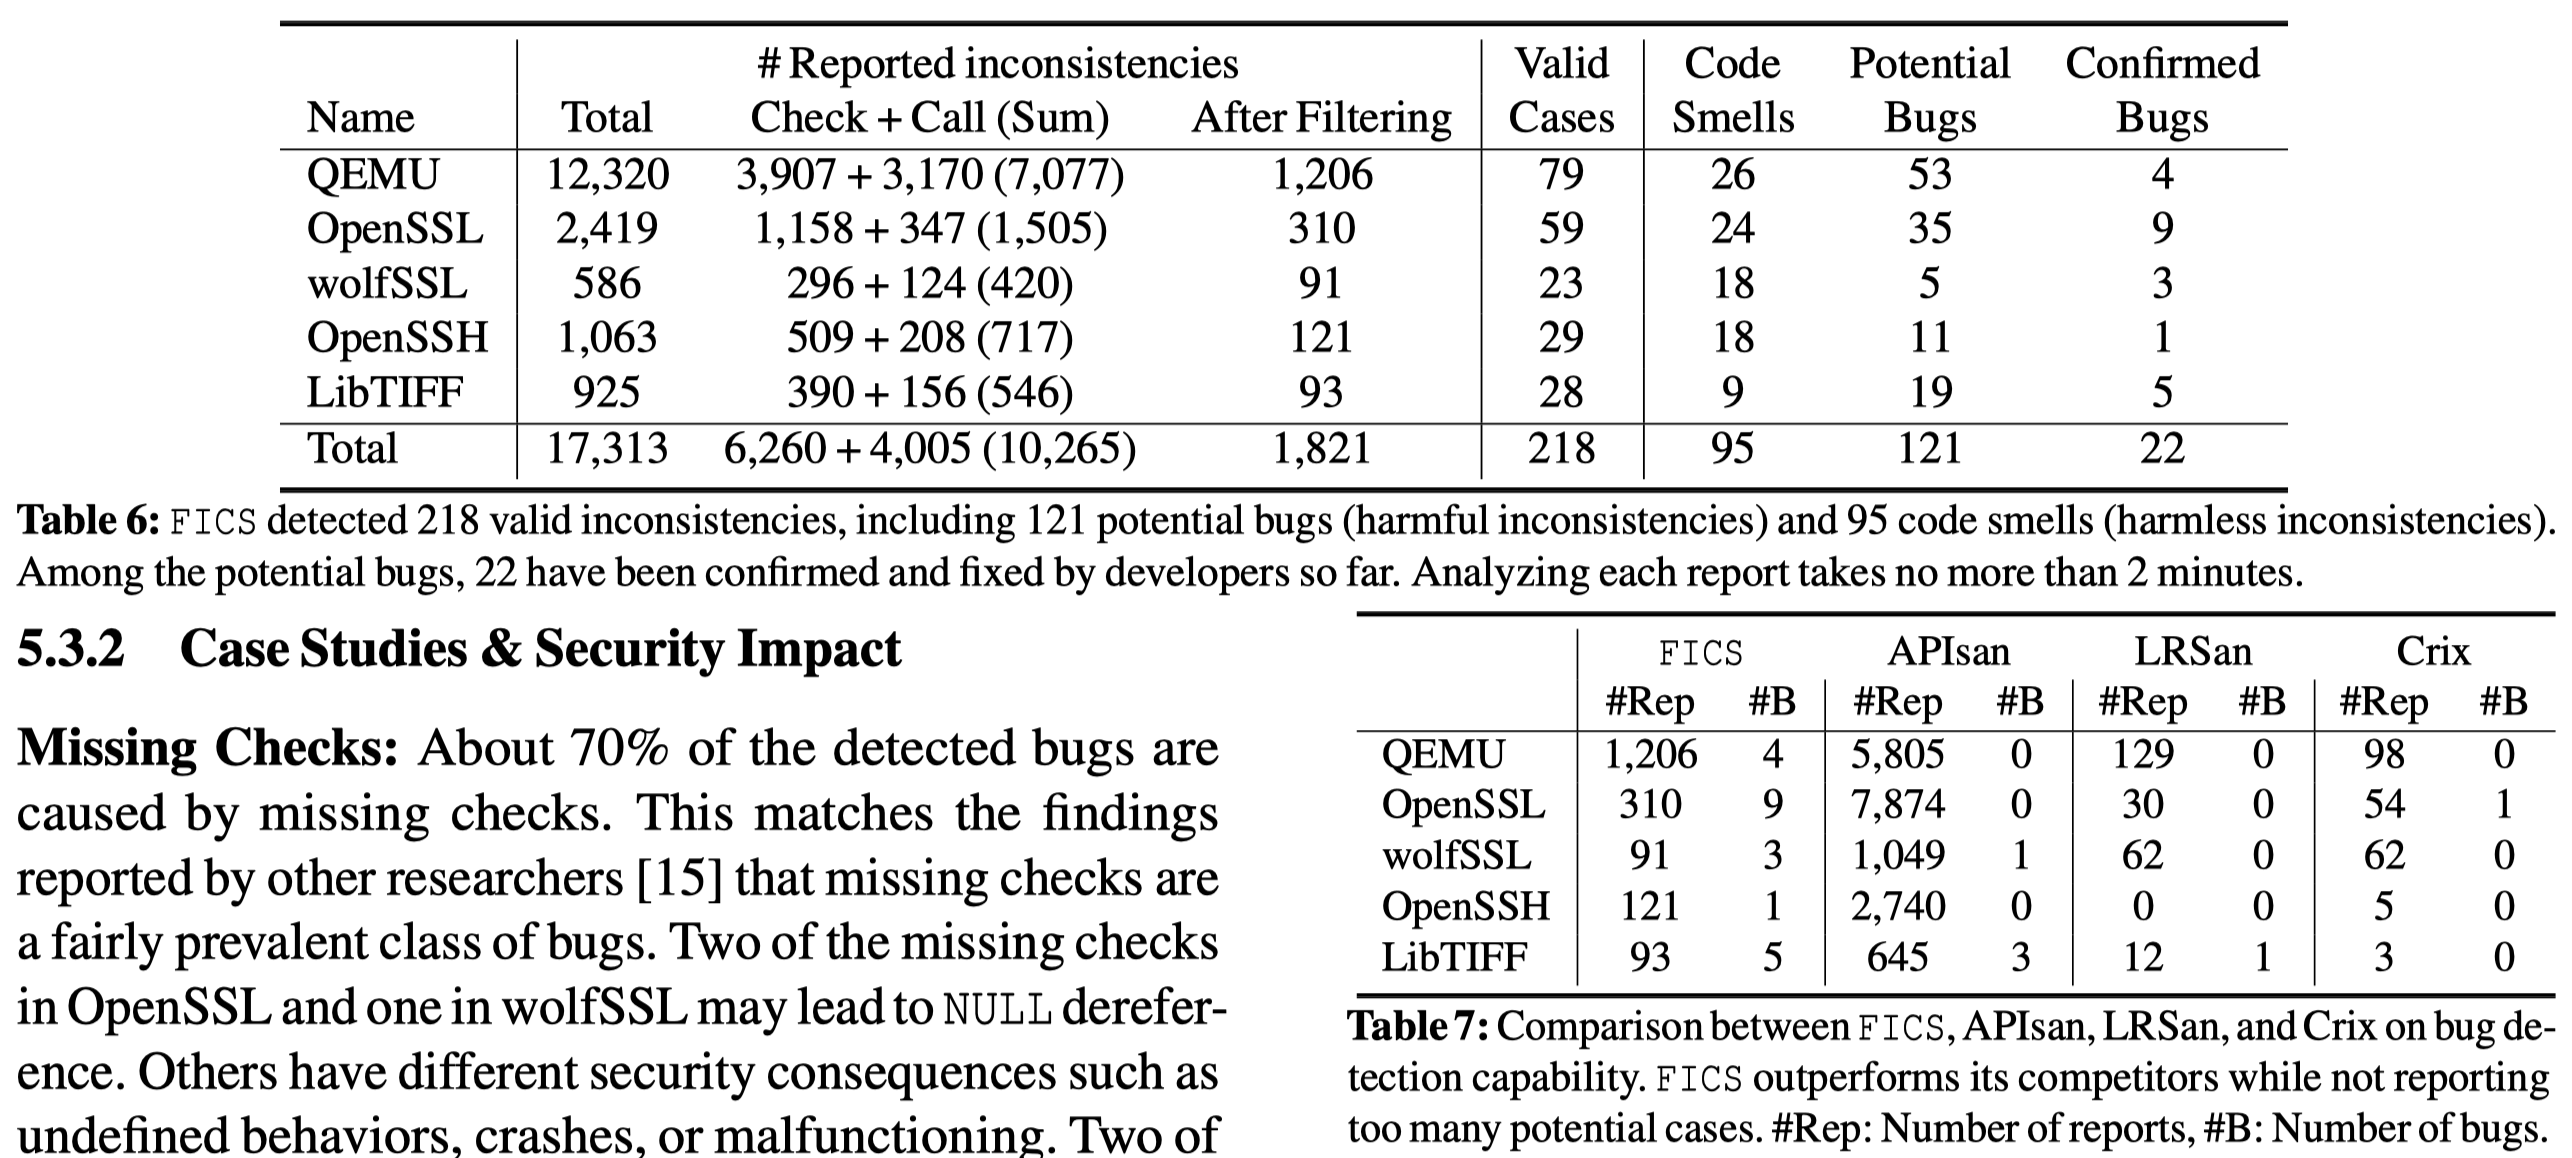 # Reported inconsistencies Valid Code Potential Confirmed
Name Total Check + Call (Sum) After Filtering Cases Smells Bugs Bugs
QEMU 12,320 3,907 + 3,170 (7,077) 1,206 79 26 53 4
OpenSSL 2,419 1,158 + 347 (1,505) 310 59 24 35 9
wolfSSL 586 296 + 124 (420) 91 23 18 5 3
OpenSSH 1,063 509 + 208 (717) 121 29 18 11 1
LibTIFF 925 390 + 156 (546) 93 28 9 19 5
Total 17,313 6,260 + 4,005 (10,265) 1,821 218 95 121 22
Table 6: FICS detected 218 valid inconsistencies, including 121 potential bugs (harmful inconsistencies) and 95 code smells (harmless inconsistencies).
Among the potential bugs, 22 have been confirmed and fixed by developers so far. Analyzing each report takes no more than 2 minutes.
5.3.2 Case Studies & Security Impact
Missing Checks: About 70% of the detected bugs are
caused by missing checks. This matches the findings
reported by other researchers [15] that missing checks are
a fairly prevalent class of bugs. Two of the missing checks
in OpenSSL and one in wolfSSL may lead to NULL derefer-
ence. Others have different security consequences such as
undefined behaviors, crashes, or malfunctioning. Two of
FICS APIsan LRSan Crix
#Rep #B #Rep #B #Rep #B #Rep #B
QEMU 1,206 4 5,805 0 129 0 98 0
OpenSSL 310 9 7,874 0 30 0 54 1
wolfSSL 91 3 1,049 1 62 0 62 0
OpenSSH 121 1 2,740 0 0 0 5 0
LibTIFF 93 5 645 3 12 1 3 0
Table 7: Comparison between FICS, APIsan, LRSan, and Crix on bug de-
tection capability. FICS outperforms its competitors while not reporting
too many potential cases. #Rep: Number of reports, #B: Number of bugs.